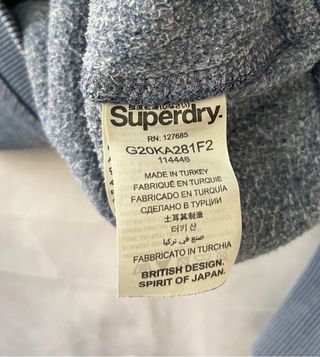 Superdry.
RN: 127685
G20KA281F2
114446
MADE IN TURKEY
FABRIQUÉ EN TURQUIE
FABRICADO EN TURQUÍA
СДЕЛАНО В ТУРЦИИ
土耳其制造
터키 산
صنع في تركيا
FABBRICATO IN TURCHIA
BRITISH DESIGN.
SPIRIT OF JAPAN.